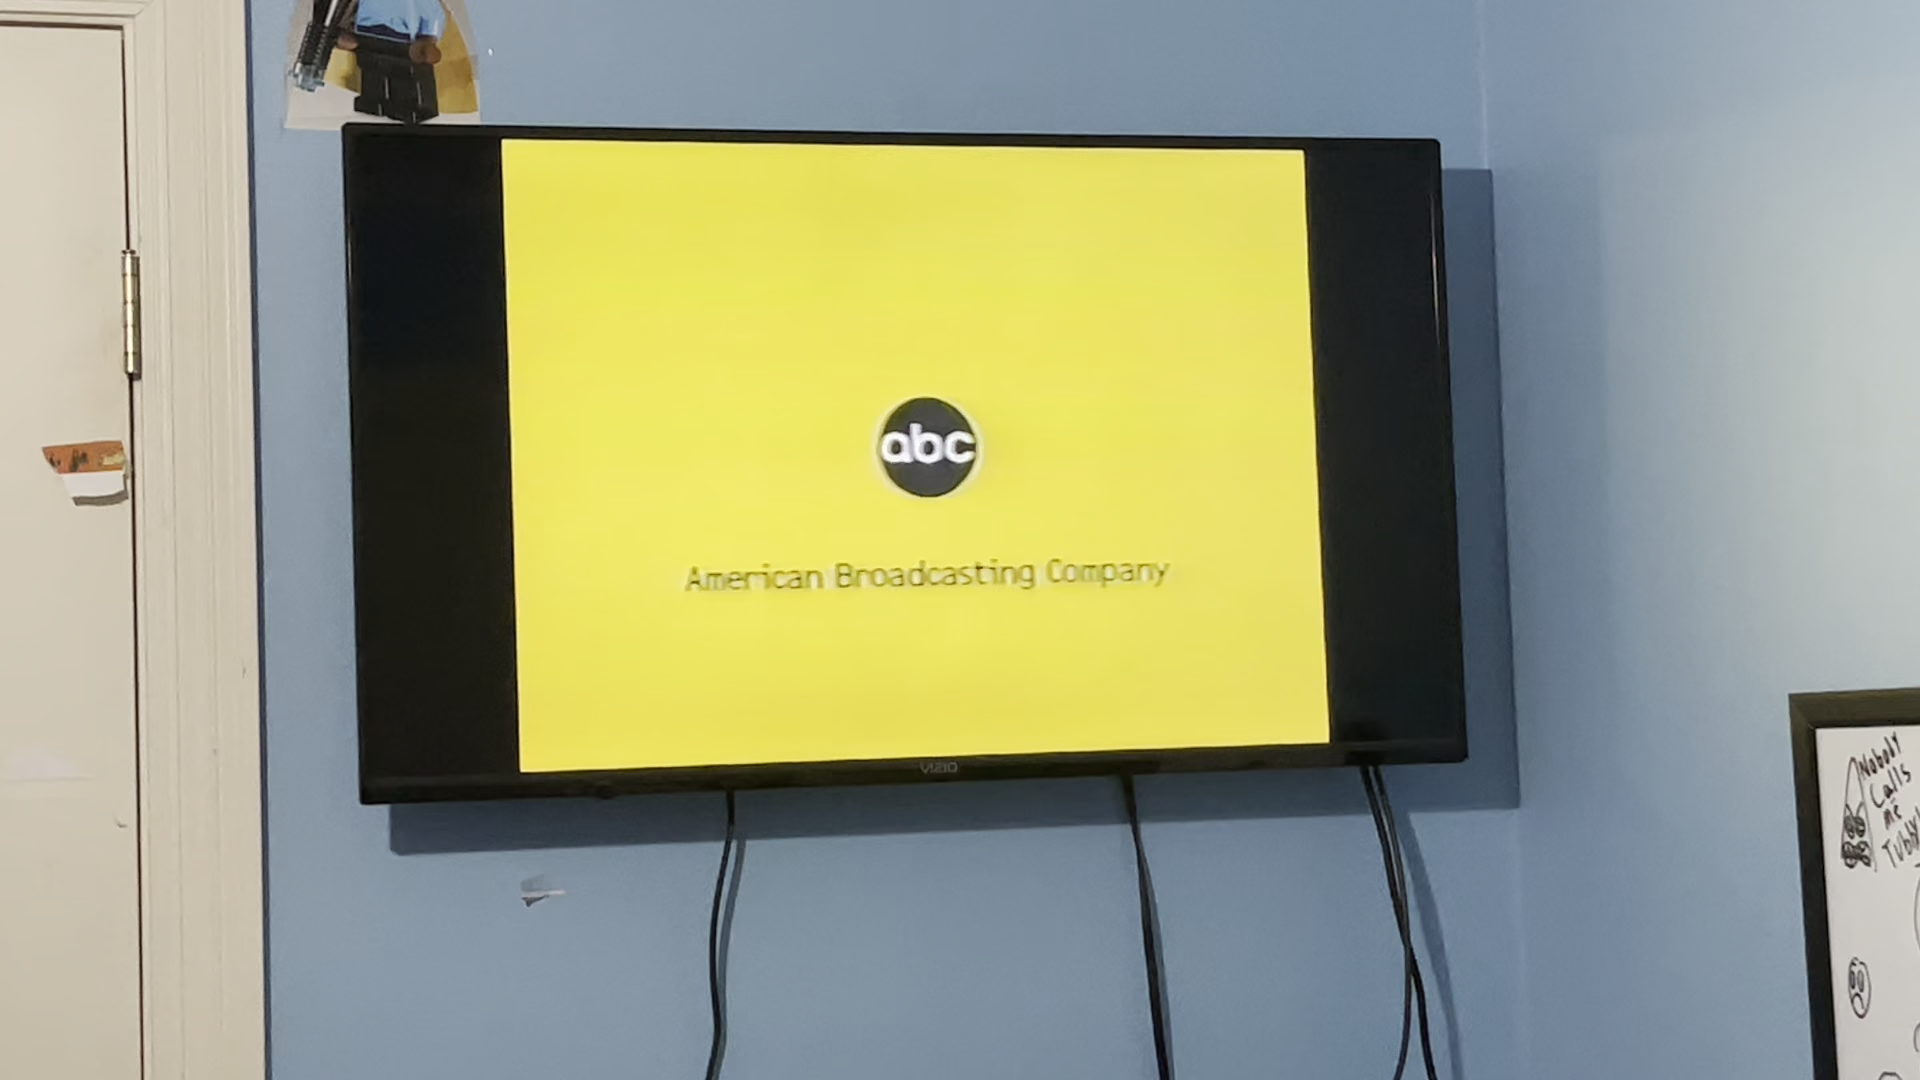 abc
American Broadcasting Company
VIZIO
Nobody
Calls
me
Tubby